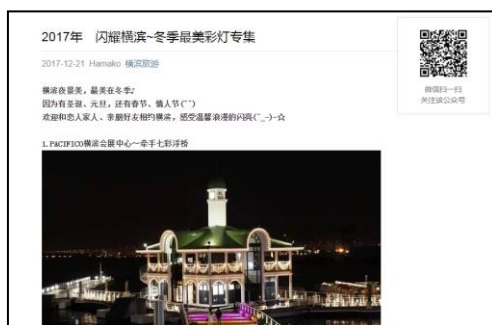 2017年 闪耀横滨~冬季最美彩灯专集
2017-12-21 Hamako 横滨旅游
微信扫一扫
关注该公众号
横滨夜景美，最美在冬季♪
因为有圣诞、元旦，还有春节、情人节(^^)
欢迎和恋人家人、亲朋好友相约横滨，感受温馨浪漫的闪亮(^_-)-☆
1.PACIFICO横滨会展中心～牵手七彩浮桥